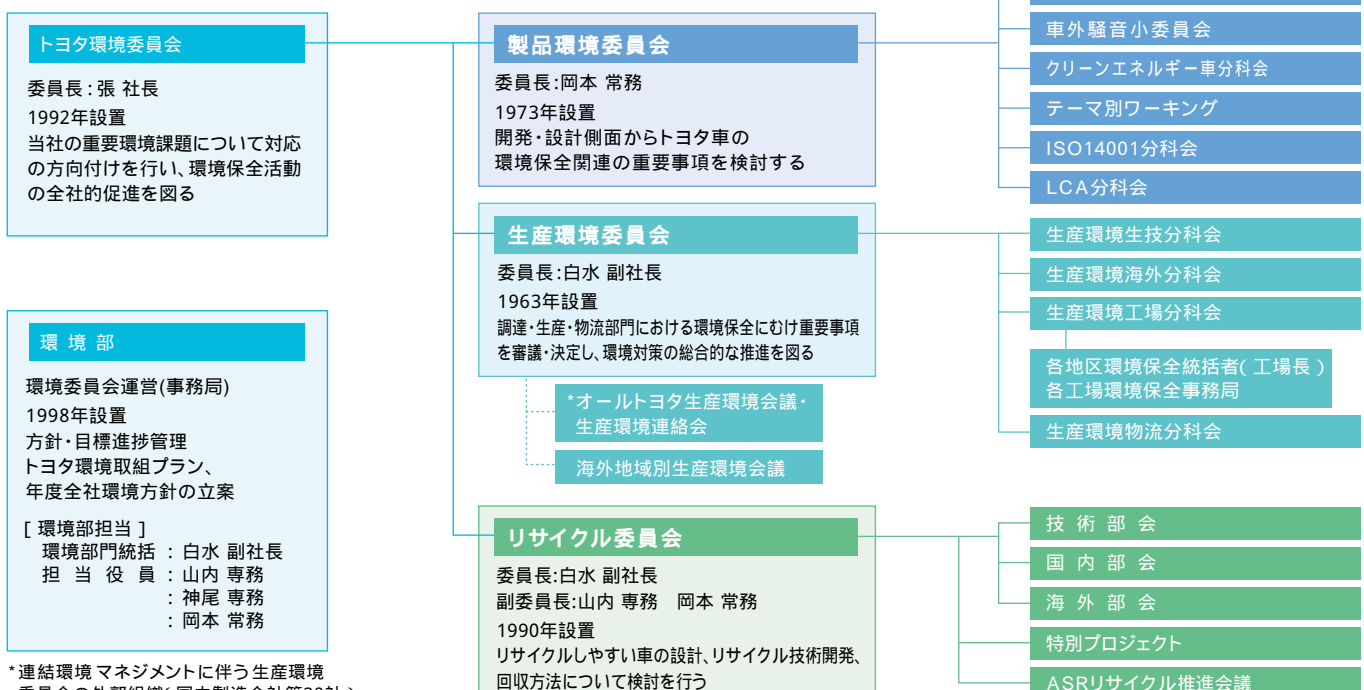 トヨタ環境委員会
委員長：張 社長
1992年設置
当社の重要環境課題について対応
の方向付けを行い、環境保全活動
の全社的促進を図る
環 境 部
環境委員会運営(事務局)
1998年設置
方針・目標進捗管理
トヨタ環境取組プラン、
年度全社環境方針の立案
[ 環境部担当 ]
環境部門統括 ： 白水 副社長
担 当 役 員 ： 山内 専務
： 神尾 専務
： 岡本 常務
*連結環境マネジメントに伴う生産環境
製品環境委員会
委員長:岡本 常務
1973年設置
開発・設計側面からトヨタ車の
環境保全関連の重要事項を検討する
車外騒音小委員会
クリーンエネルギー車分科会
テーマ別ワーキング
ISO14001分科会
LCA分科会
生産環境委員会
委員長:白水 副社長
1963年設置
調達・生産・物流部門における環境保全にむけ重要事項
を審議・決定し、環境対策の総合的な推進を図る
*オールトヨタ生産環境会議・
生産環境連絡会
海外地域別生産環境会議
生産環境生技分科会
生産環境海外分科会
生産環境工場分科会
各地区環境保全統括者( 工場長 )
各工場環境保全事務局
生産環境物流分科会
リサイクル委員会
委員長:白水 副社長
副委員長:山内 専務　岡本 常務
1990年設置
リサイクルしやすい車の設計、リサイクル技術開発、
回収方法について検討を行う
技 術 部 会
国 内 部 会
海 外 部 会
特別プロジェクト
ASRリサイクル推進会議